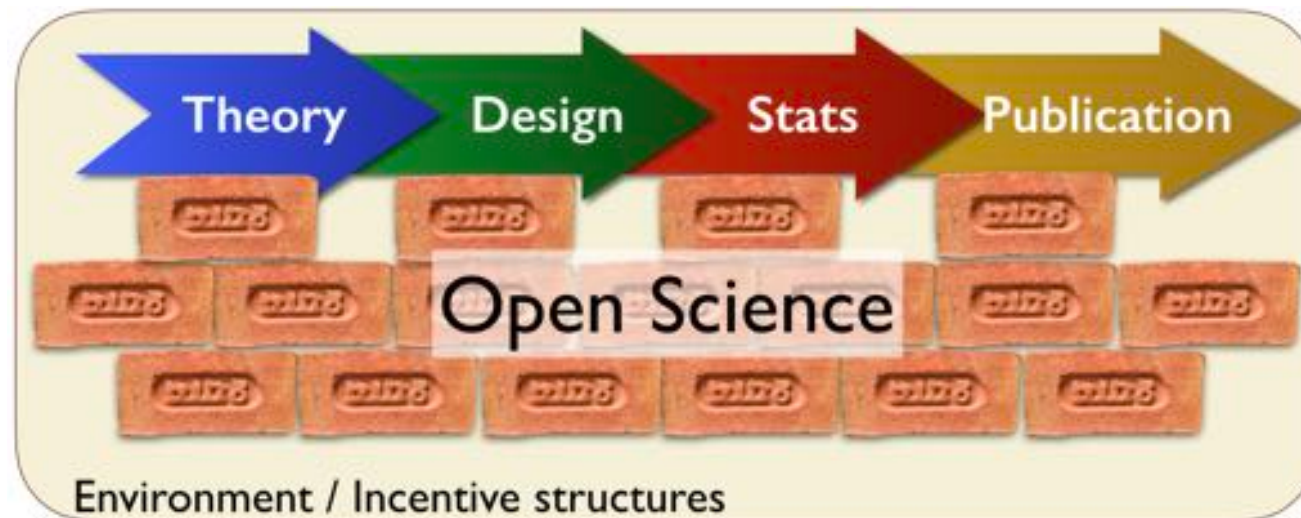 Theory Design Stats Publication
Open Science
Environment / Incentive structures